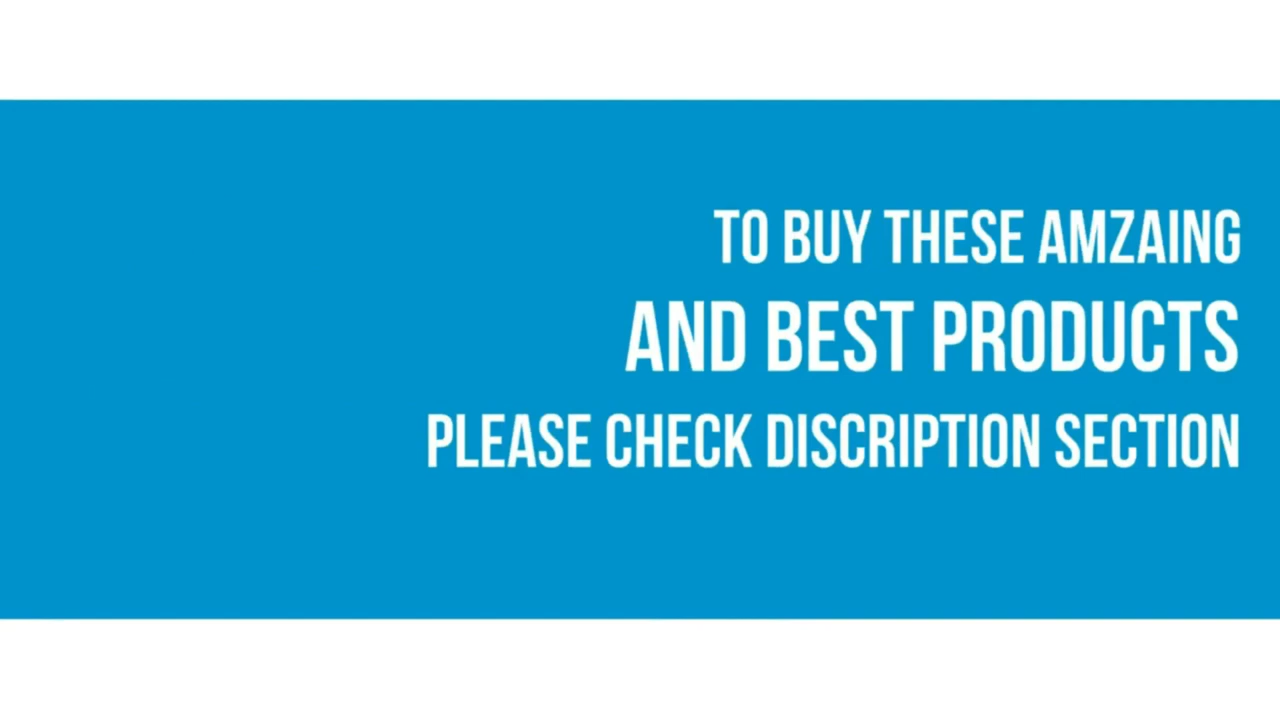 TO BUY THESE AMZAING
AND BEST PRODUCTS
PLEASE CHECK DISCRIPTION SECTION